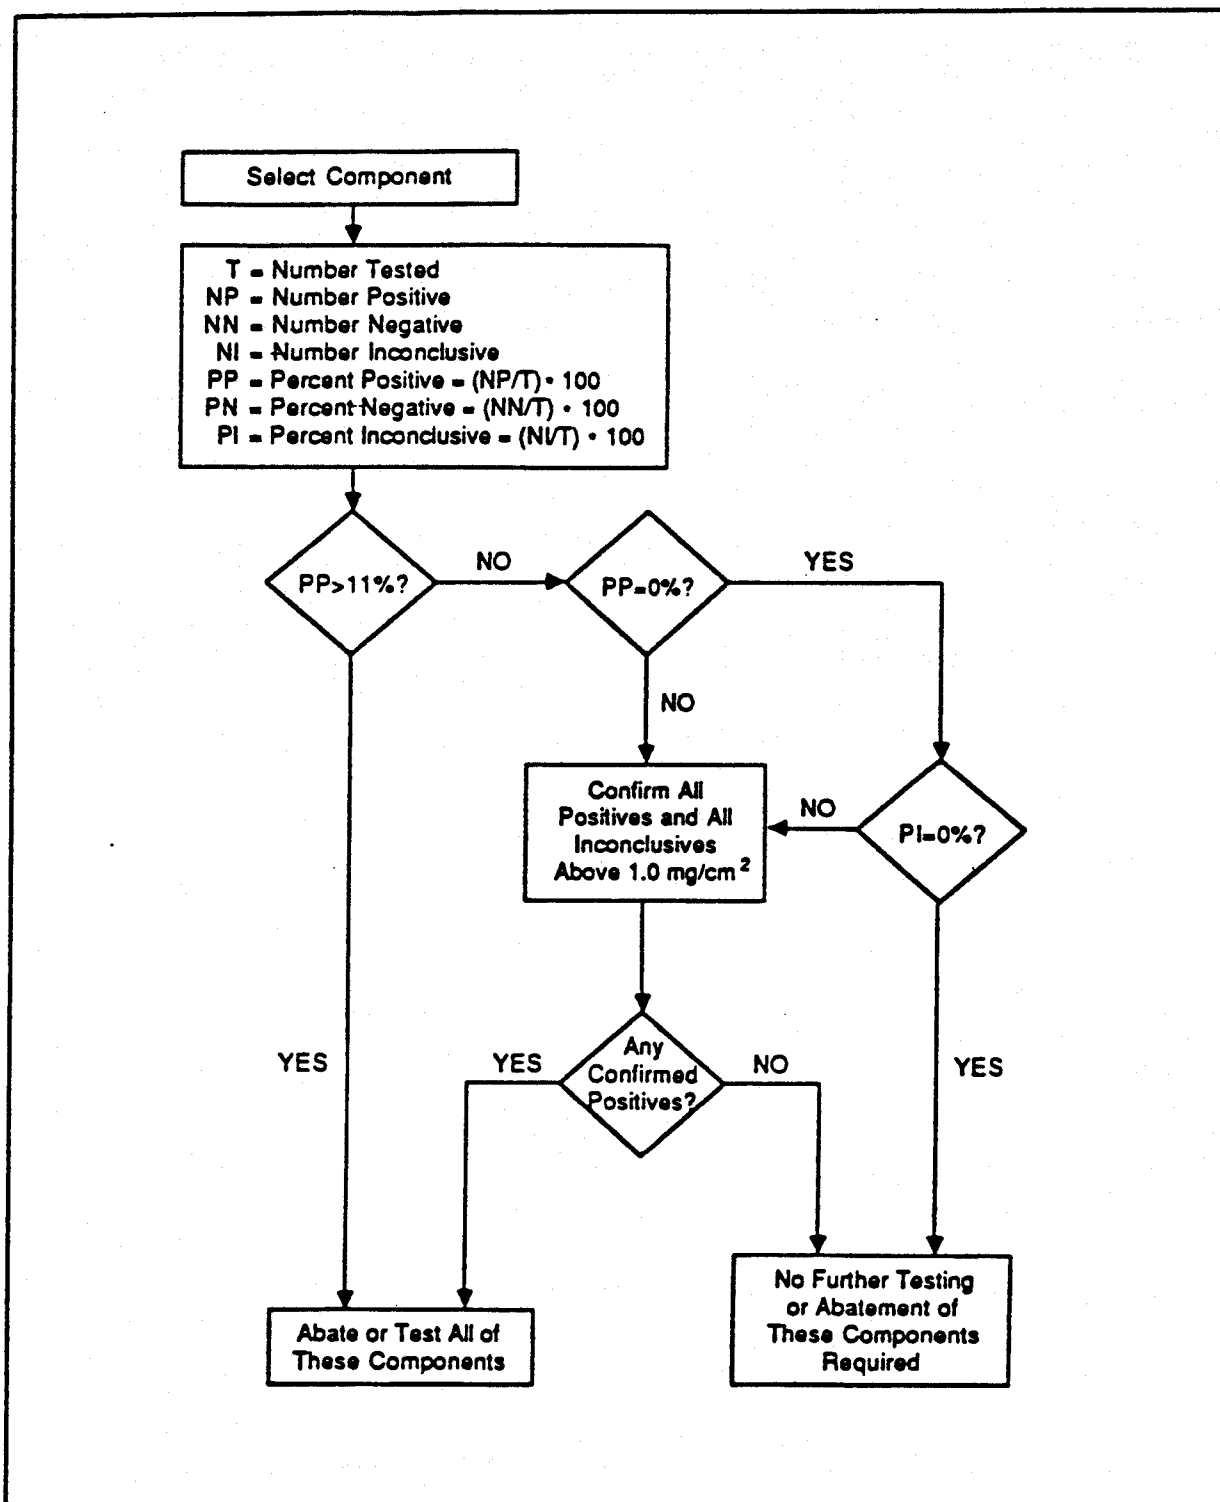 Select Component
T = Number Tested
NP = Number Positive
NN = Number Negative
NI = Number Inconclusive
PP = Percent Positive = (NP/T) • 100
PN = Percent Negative = (NN/T) • 100
PI = Percent Inconclusive = (NI/T) • 100
PP>11%?
NO
PP=0%?
YES
NO
Confirm All
Positives and All
Inconclusives
Above 1.0 mg/cm²
NO
PI=0%?
YES
YES
Any
Confirmed
Positives?
NO
YES
Abate or Test All of
These Components
No Further Testing
or Abatement of
These Components
Required